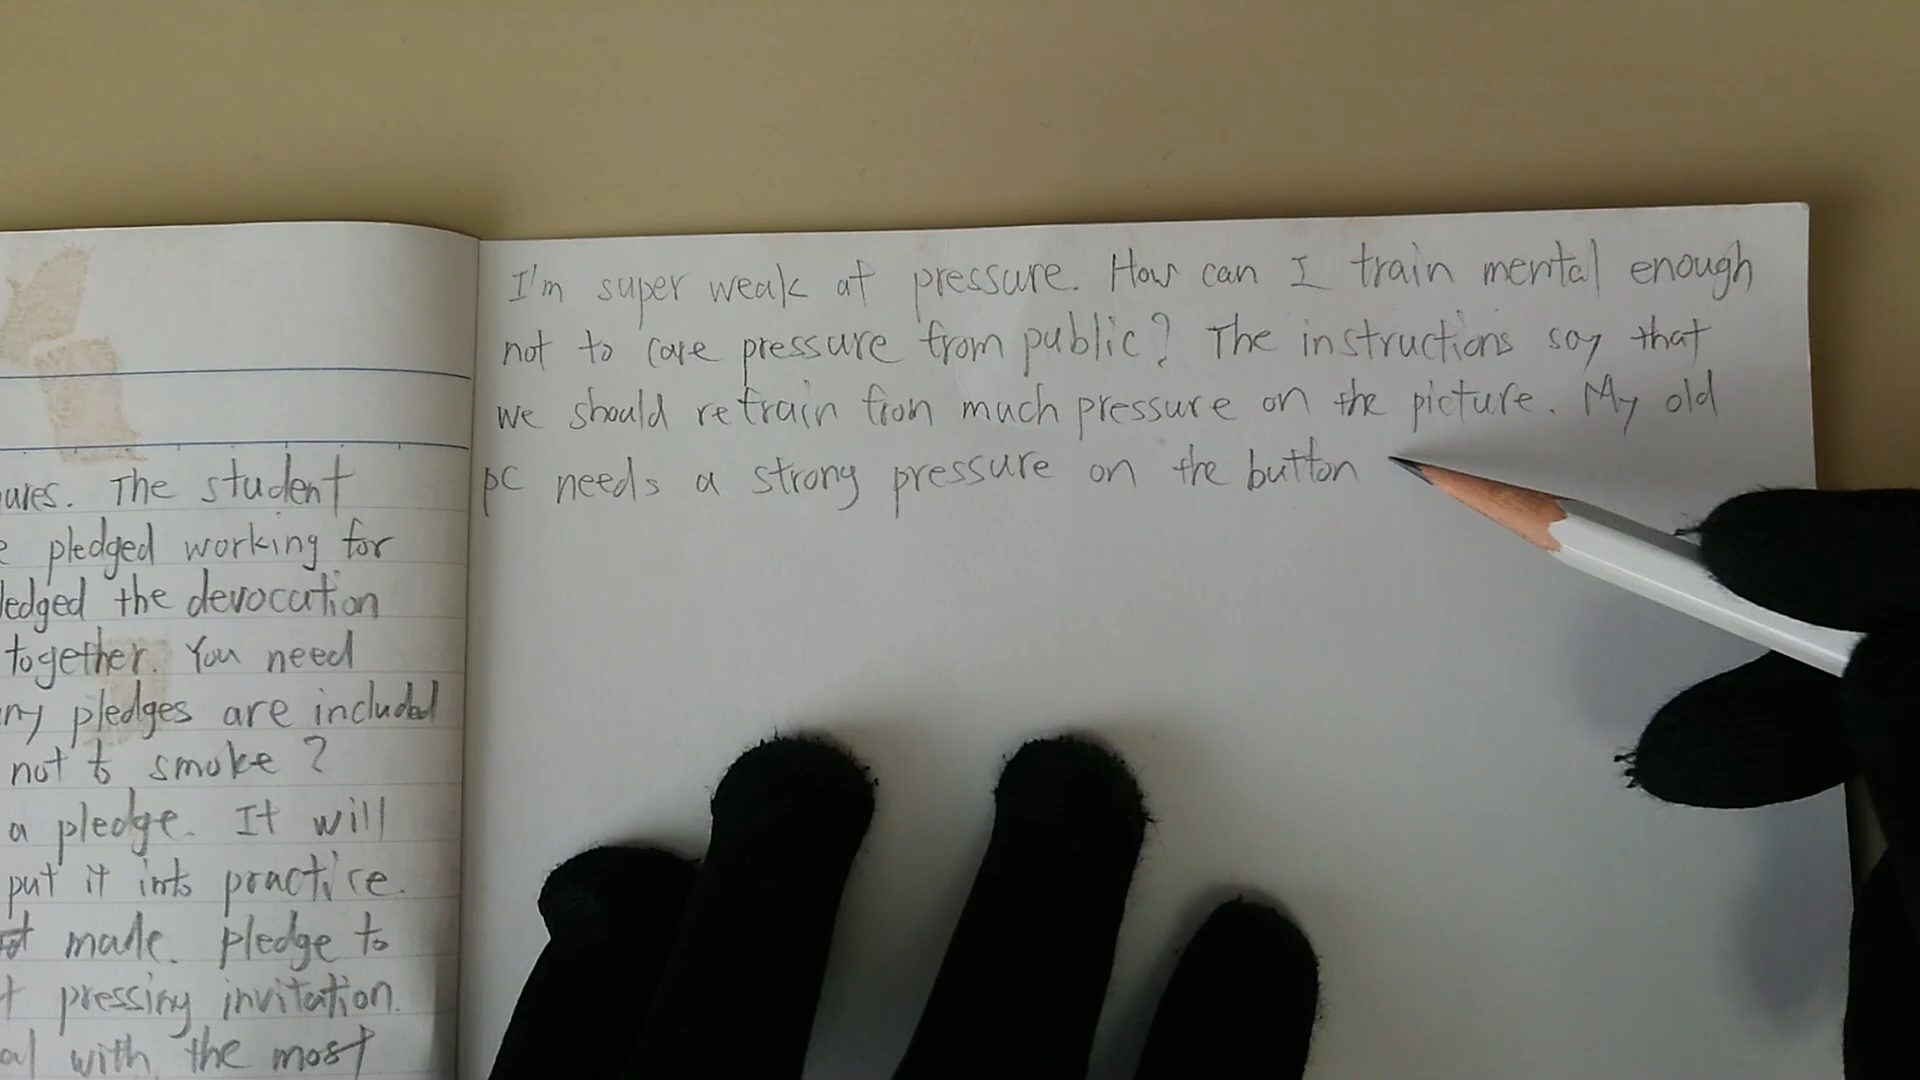 ures. The student
pledged working for
ledged the devocation
together. You need
ny pledges are included
not to smoke?
a pledge. It will
put it into practice.
not made. pledge to
t pressing invitation.
al with the most
I'm super weak at pressure. How can I train mental enough
not to care pressure from public? The instructions say that
we should refrain from much pressure on the picture. My old
pc needs a strong pressure on the button